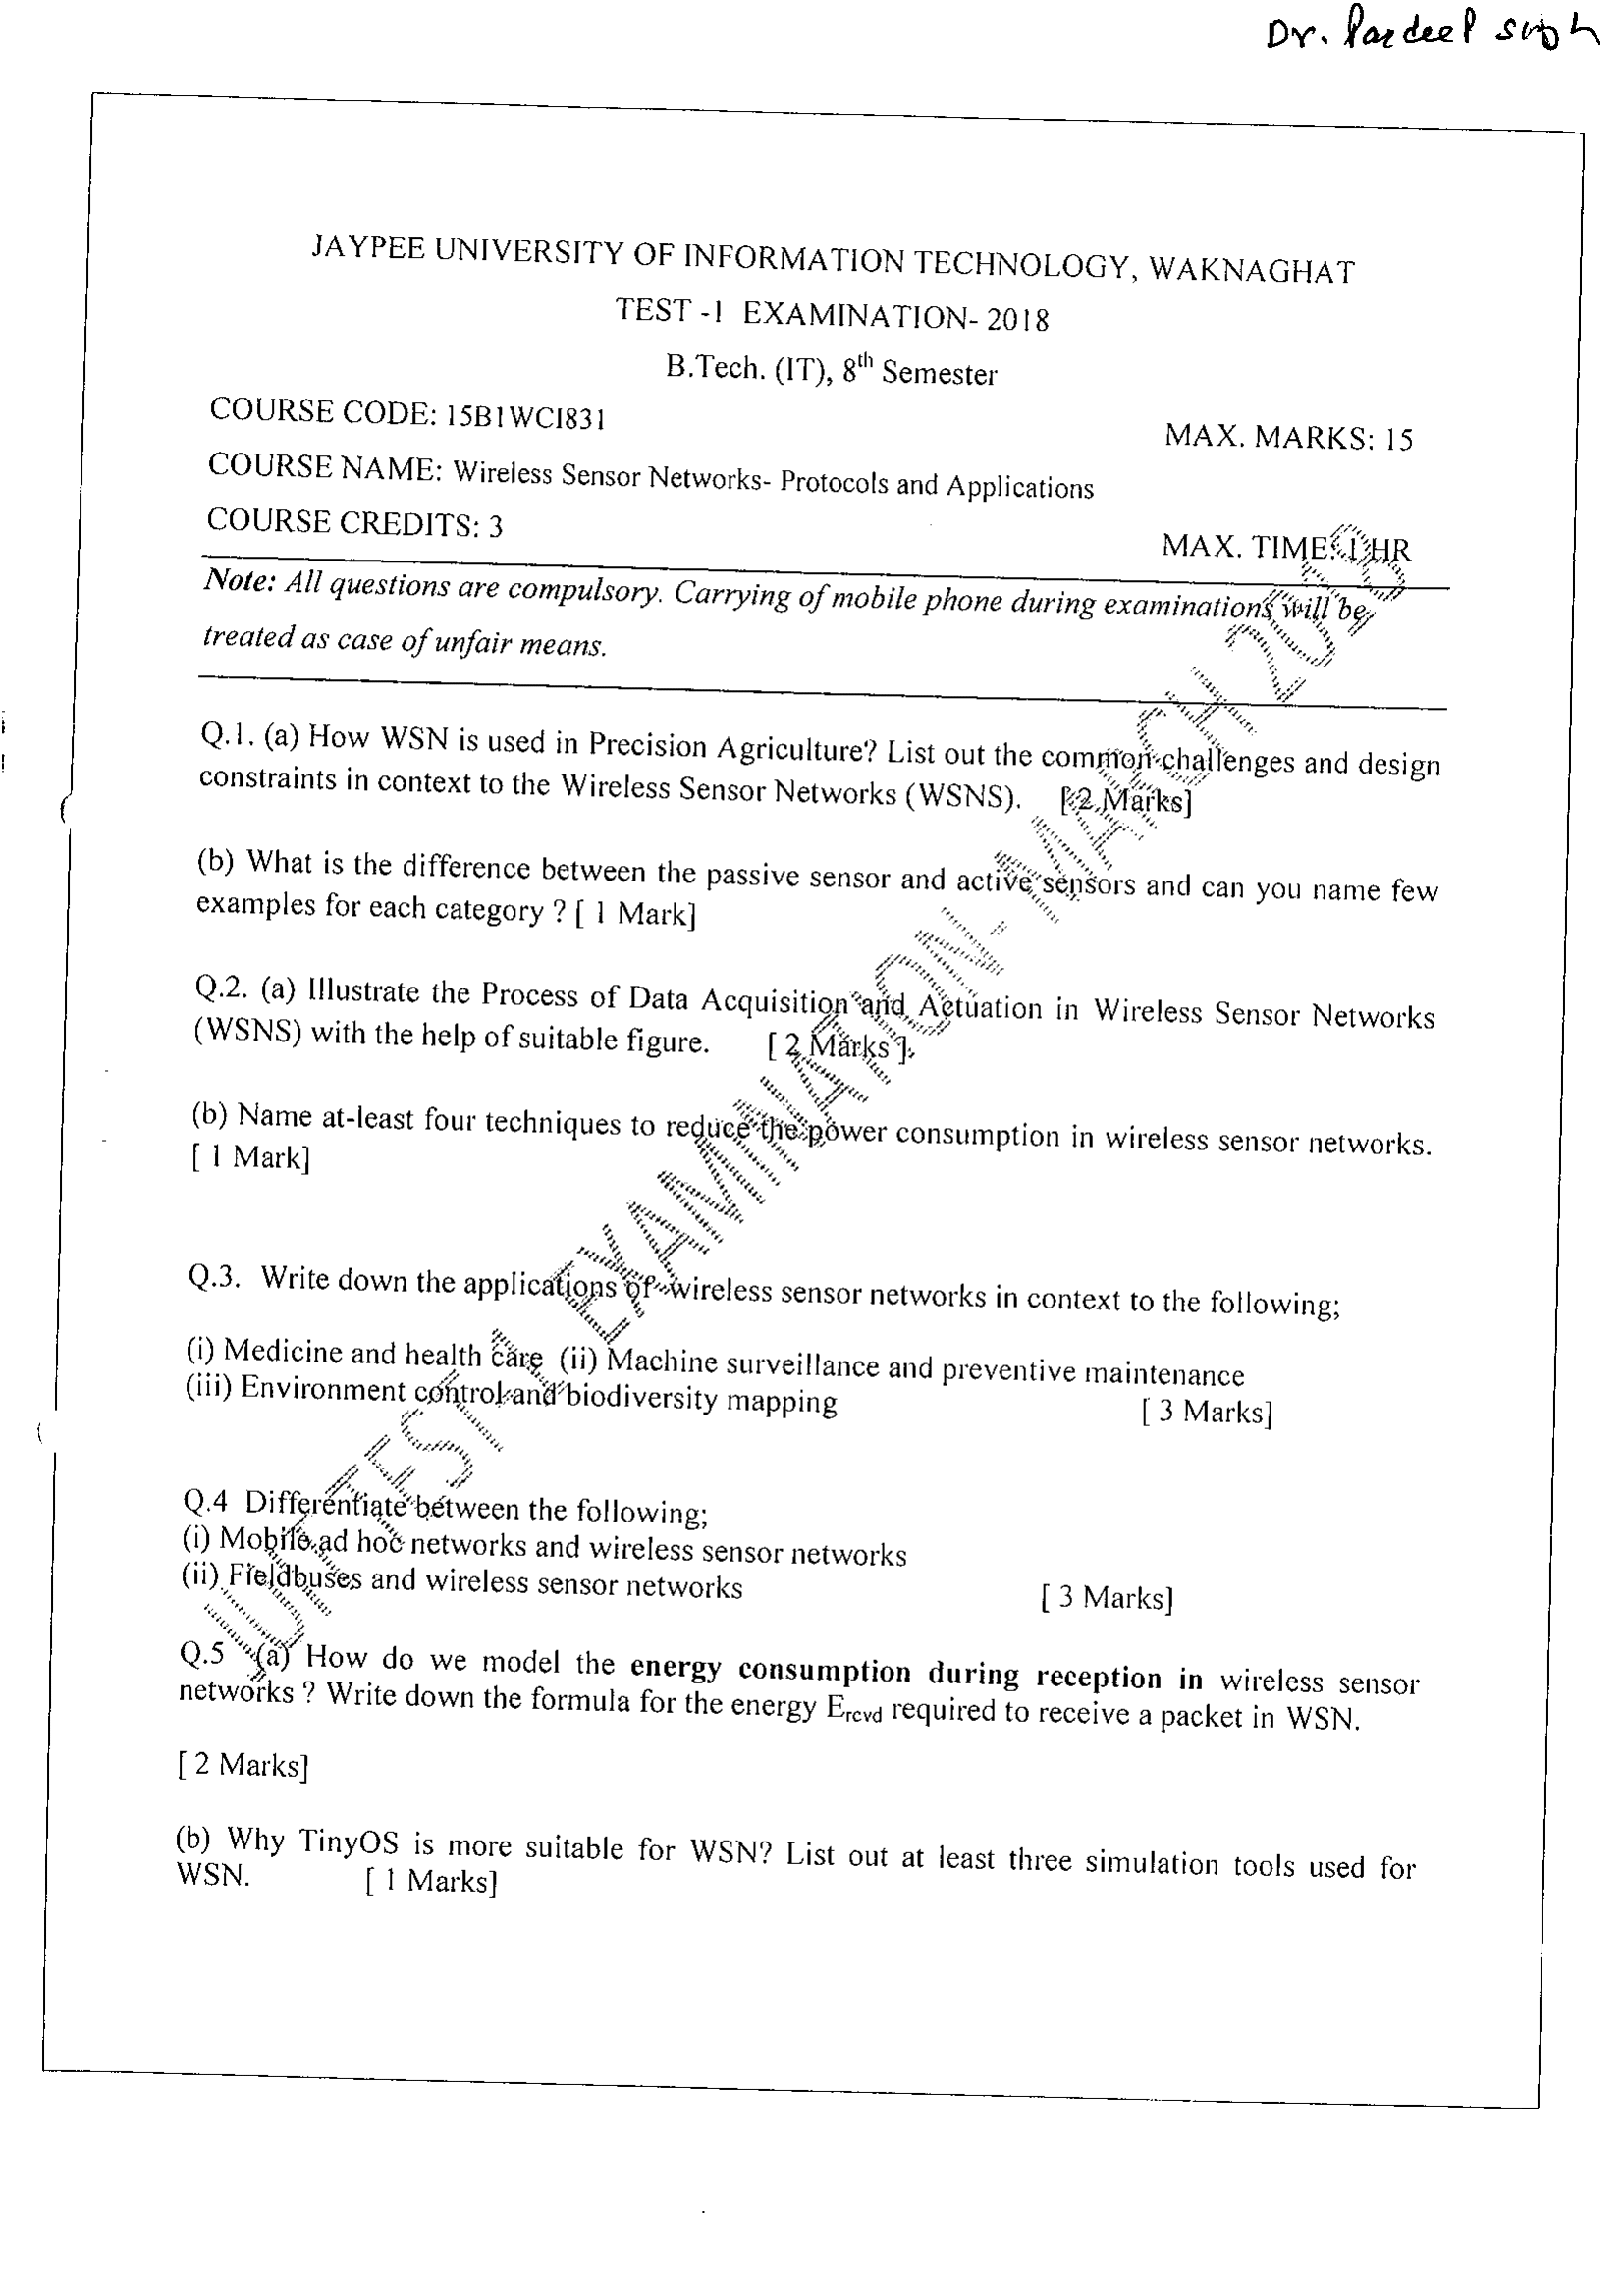 Dr. Pardeep Singh
JAYPEE UNIVERSITY OF INFORMATION TECHNOLOGY, WAKNAGHAT
TEST -1 EXAMINATION- 2018
B.Tech. (IT), 8th Semester
COURSE CODE: 15B1WCI831
MAX. MARKS: 15
COURSE NAME: Wireless Sensor Networks- Protocols and Applications
COURSE CREDITS: 3
MAX. TIME: 1 HR
Note: All questions are compulsory. Carrying of mobile phone during examinations will be
treated as case of unfair means.
Q.1. (a) How WSN is used in Precision Agriculture? List out the common challenges and design
constraints in context to the Wireless Sensor Networks (WSNS). [ 2 Marks]
(b) What is the difference between the passive sensor and active sensors and can you name few
examples for each category ? [ 1 Mark]
Q.2. (a) Illustrate the Process of Data Acquisition and Actuation in Wireless Sensor Networks
(WSNS) with the help of suitable figure. [ 2 Marks ]
(b) Name at-least four techniques to reduce the power consumption in wireless sensor networks.
[ 1 Mark]
Q.3. Write down the applications of wireless sensor networks in context to the following;
(i) Medicine and health care (ii) Machine surveillance and preventive maintenance
(iii) Environment control and biodiversity mapping [ 3 Marks]
Q.4 Differentiate between the following;
(i) Mobile ad hoc networks and wireless sensor networks
(ii) Fieldbuses and wireless sensor networks [ 3 Marks]
Q.5 (a) How do we model the energy consumption during reception in wireless sensor
networks ? Write down the formula for the energy Ercvd required to receive a packet in WSN.
[ 2 Marks]
(b) Why TinyOS is more suitable for WSN? List out at least three simulation tools used for
WSN. [ 1 Marks]
JUIT TEST-1 EXAMINATION- MARCH 2018